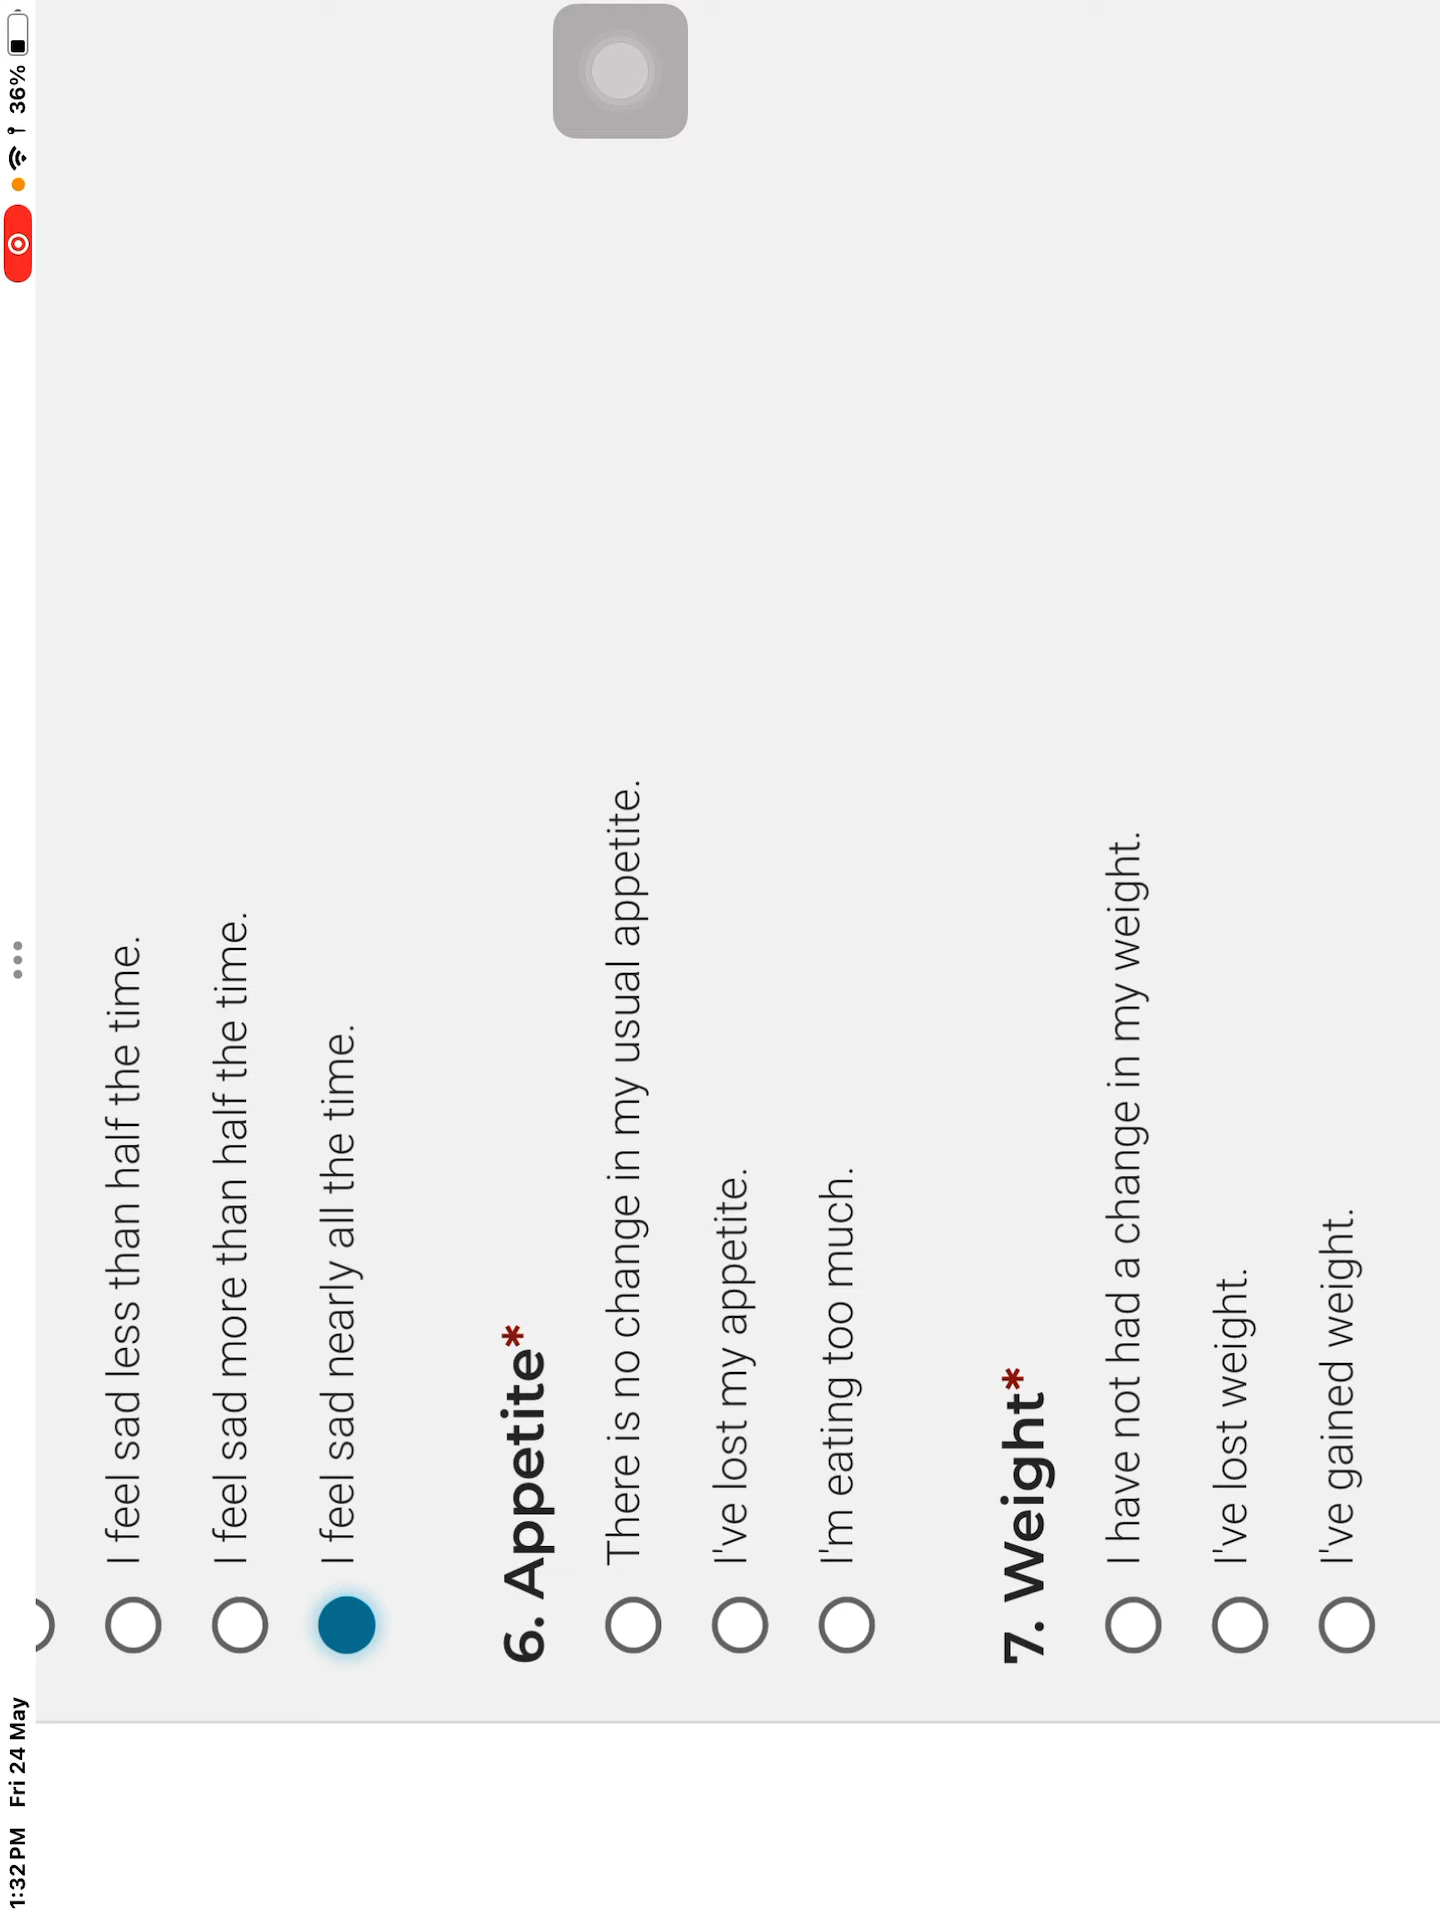 1:32 PM Fri 24 May
36%
I feel sad less than half the time.
I feel sad more than half the time.
I feel sad nearly all the time.
6. Appetite*
There is no change in my usual appetite.
I've lost my appetite.
I'm eating too much.
7. Weight*
I have not had a change in my weight.
I've lost weight.
I've gained weight.